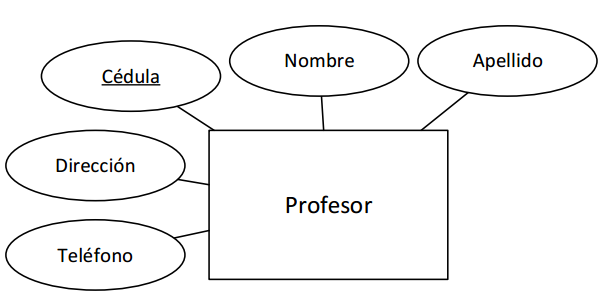 Cédula
Nombre
Apellido
Dirección
Profesor
Teléfono